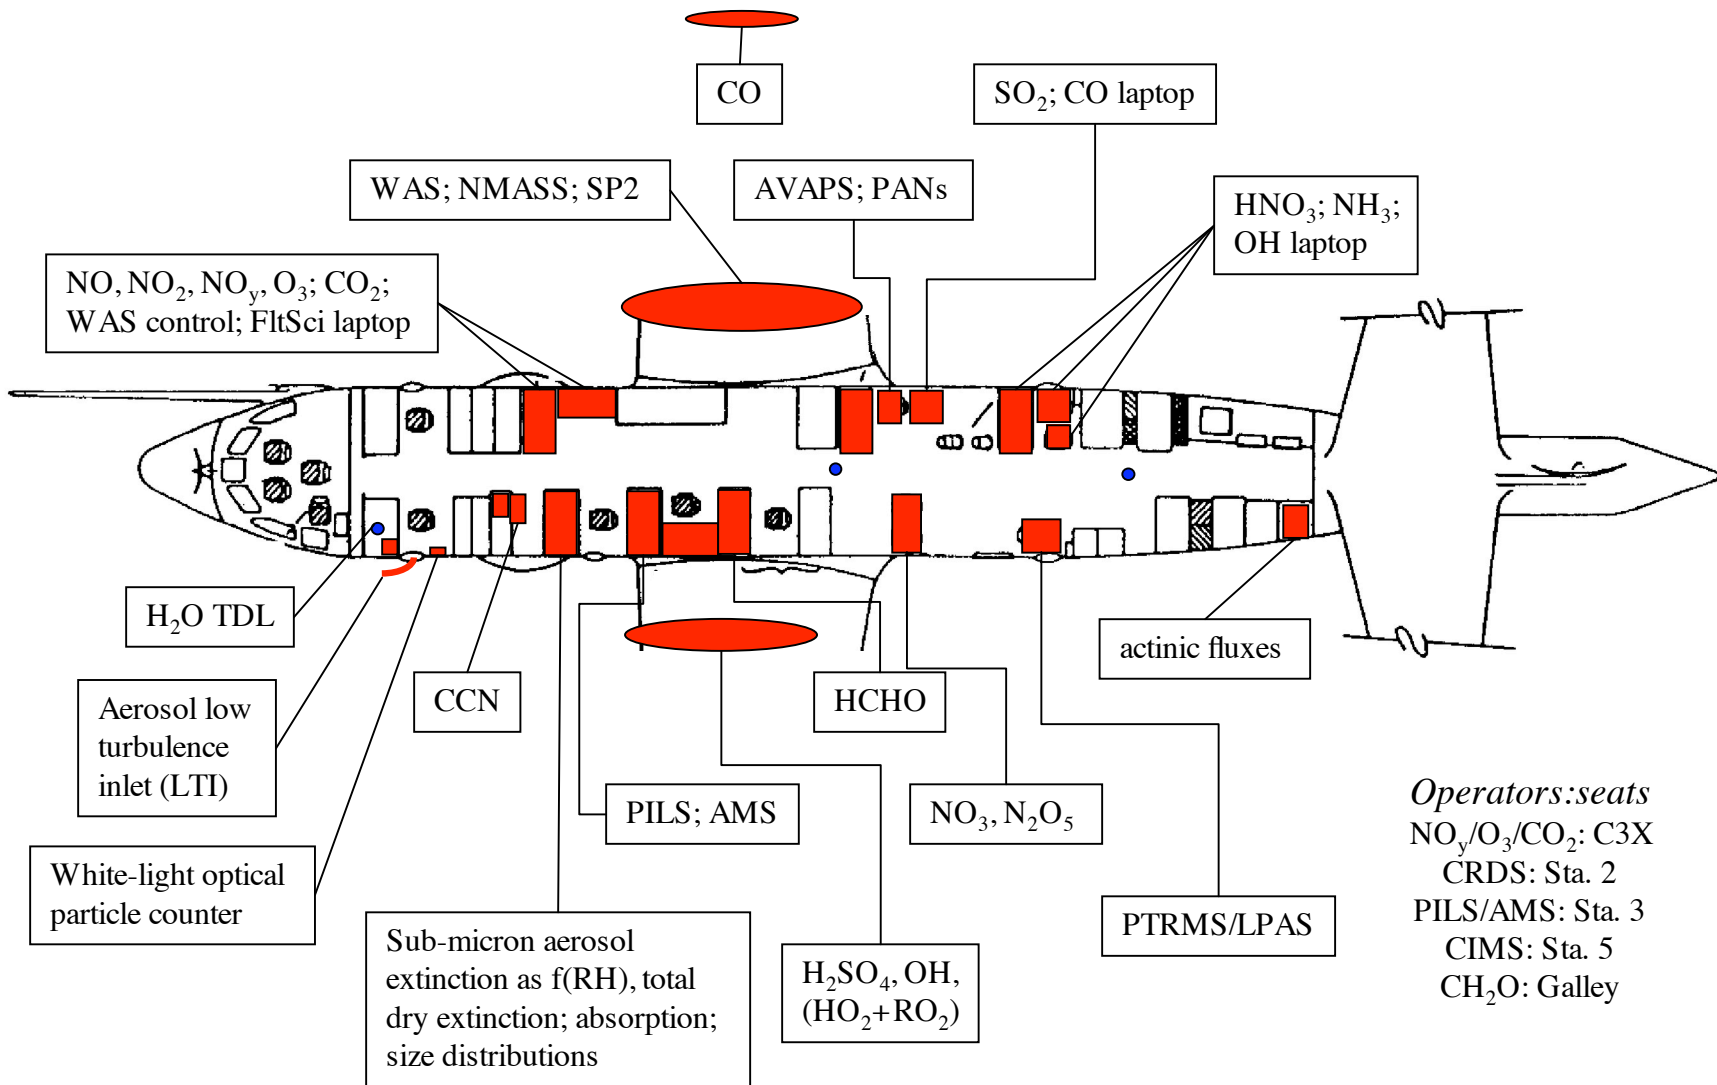 CO
SO₂; CO laptop
WAS; NMASS; SP2
AVAPS; PANs
HNO₃; NH₃;
OH laptop
NO, NO₂, NOy, O₃; CO₂;
WAS control; FltSci laptop
H₂O TDL
actinic fluxes
CCN
HCHO
Aerosol low
turbulence
inlet (LTI)
PILS; AMS
NO₃, N₂O₅
White-light optical
particle counter
Sub-micron aerosol
extinction as f(RH), total
dry extinction; absorption;
size distributions
H₂SO₄, OH,
(HO₂+RO₂)
PTRMS/LPAS
Operators:seats
NOy/O₃/CO₂: C3X
CRDS: Sta. 2
PILS/AMS: Sta. 3
CIMS: Sta. 5
CH₂O: Galley